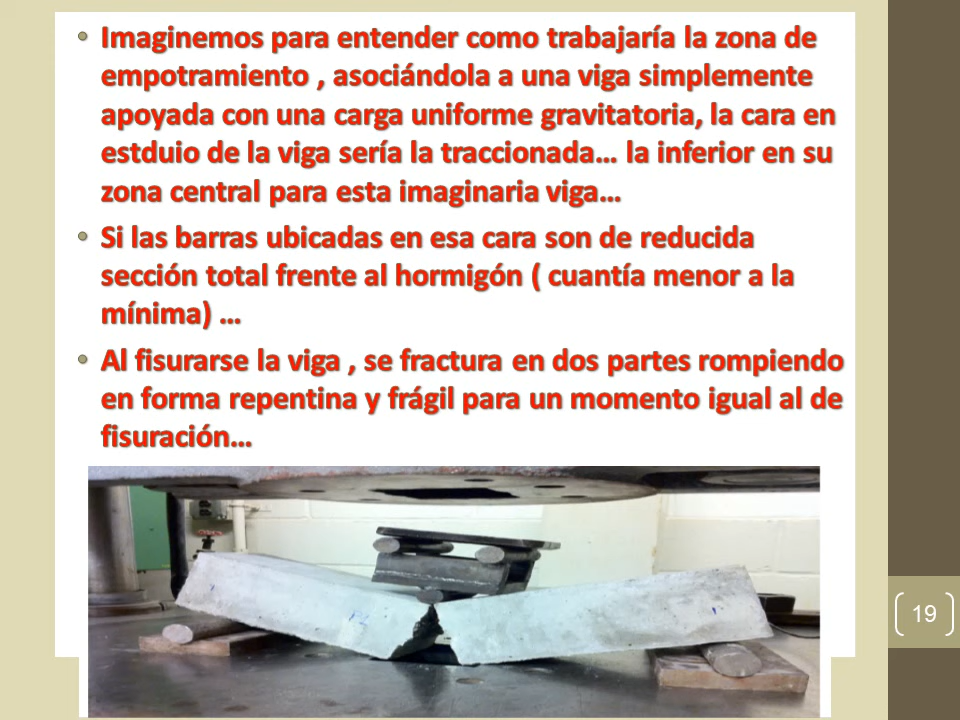 • Imaginemos para entender como trabajaría la zona de
empotramiento , asociándola a una viga simplemente
apoyada con una carga uniforme gravitatoria, la cara en
estduio de la viga sería la traccionada… la inferior en su
zona central para esta imaginaria viga…
• Si las barras ubicadas en esa cara son de reducida
sección total frente al hormigón ( cuantía menor a la
mínima) …
• Al fisurarse la viga , se fractura en dos partes rompiendo
en forma repentina y frágil para un momento igual al de
fisuración…
19